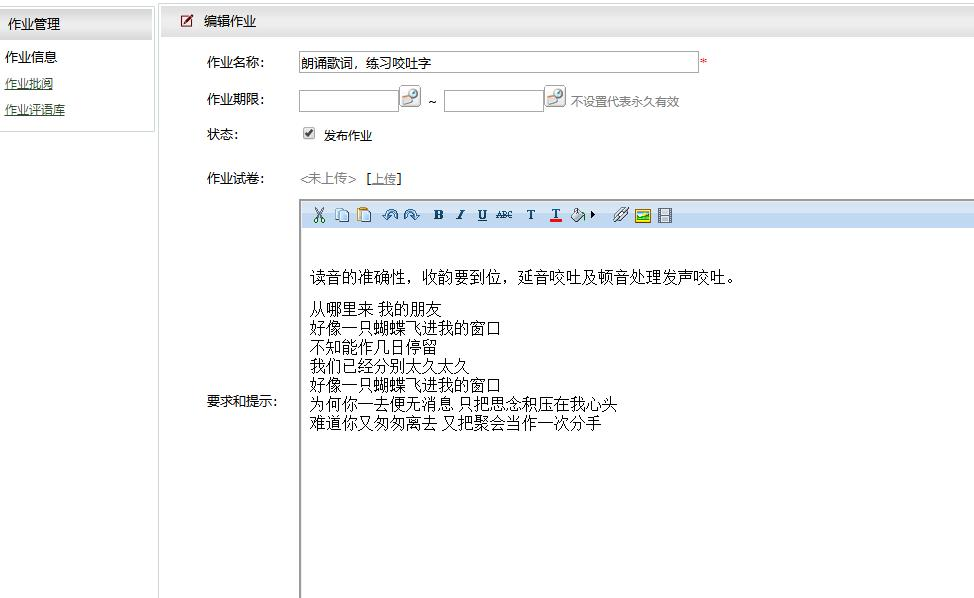 作业管理
作业信息
作业批阅
作业评语库
编辑作业
作业名称： 朗诵歌词，练习咬吐字 *
作业期限： ~ 不设置代表永久有效
状态： 发布作业
作业试卷： <未上传> [上传]
B I U ABC T T
要求和提示：
读音的准确性，收韵要到位，延音咬吐及顿音处理发声咬吐。
从哪里来 我的朋友
好像一只蝴蝶飞进我的窗口
不知能作几日停留
我们已经分别太久太久
好像一只蝴蝶飞进我的窗口
为何你一去便无消息 只把思念积压在我心头
难道你又匆匆离去 又把聚会当作一次分手